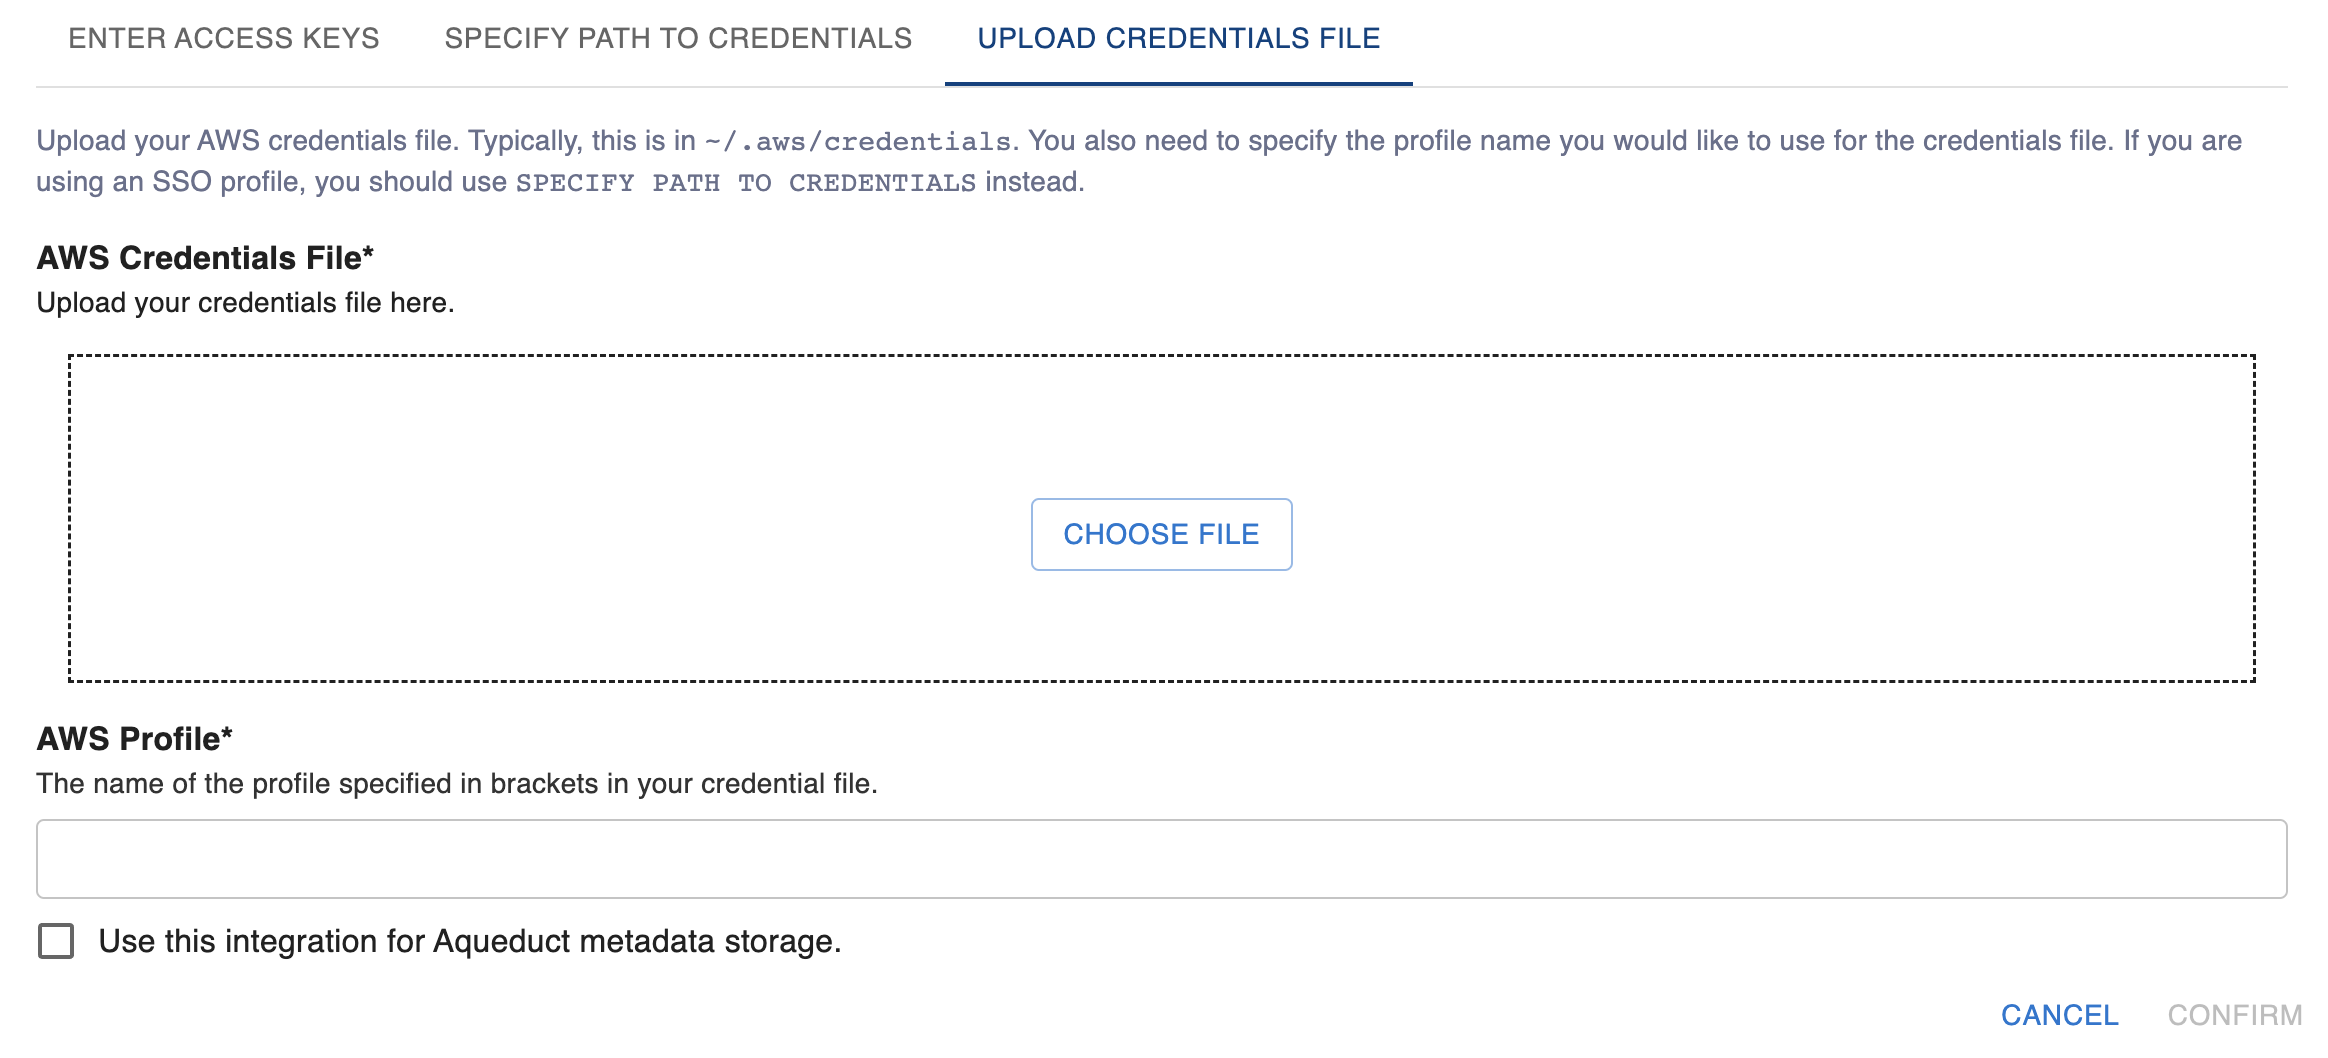 ENTER ACCESS KEYS SPECIFY PATH TO CREDENTIALS UPLOAD CREDENTIALS FILE
Upload your AWS credentials file. Typically, this is in ~/.aws/credentials. You also need to specify the profile name you would like to use for the credentials file. If you are
using an SSO profile, you should use SPECIFY PATH TO CREDENTIALS instead.
AWS Credentials File*
Upload your credentials file here.
CHOOSE FILE
AWS Profile*
The name of the profile specified in brackets in your credential file.
Use this integration for Aqueduct metadata storage.
CANCEL CONFIRM